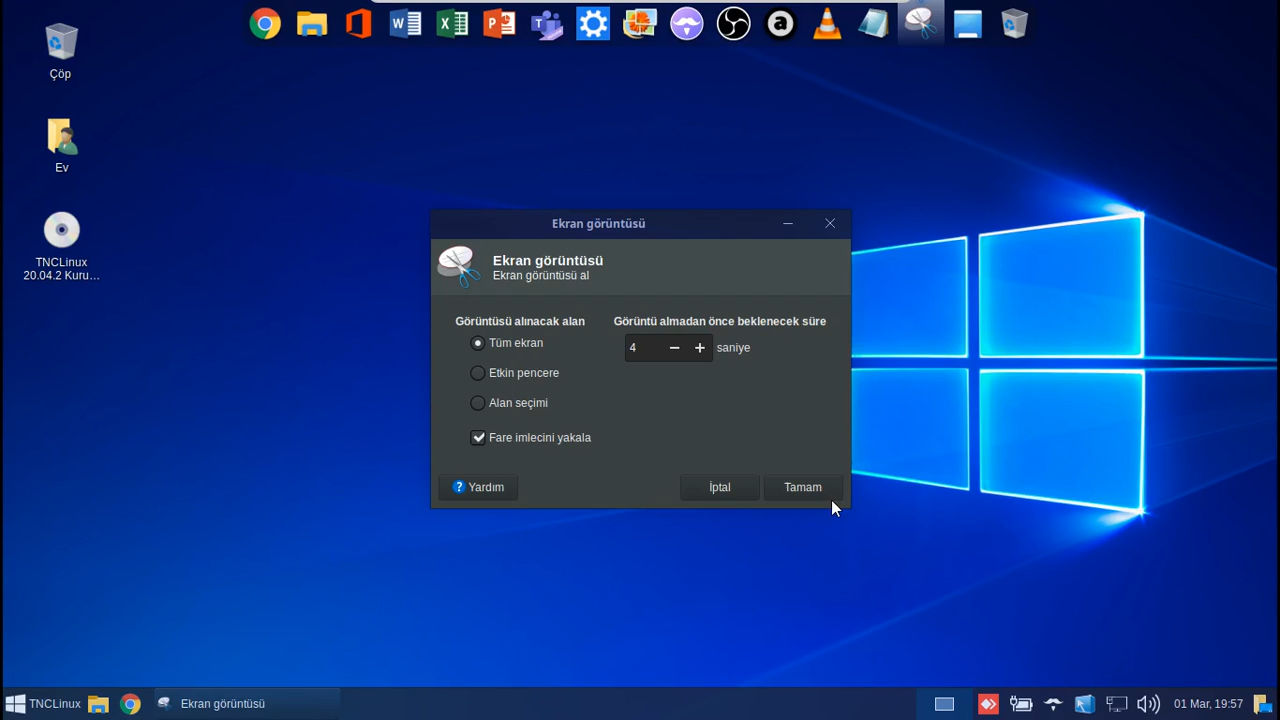 Çöp
Ev
TNCLinux
20.04.2 Kuru...
Ekran görüntüsü
Ekran görüntüsü
Ekran görüntüsü al
Görüntüsü alınacak alan
Görüntü almadan önce beklenecek süre
Tüm ekran
4
saniye
Etkin pencere
Alan seçimi
Fare imlecini yakala
? Yardım
İptal
Tamam
TNCLinux
Ekran görüntüsü
01 Mar, 19:57